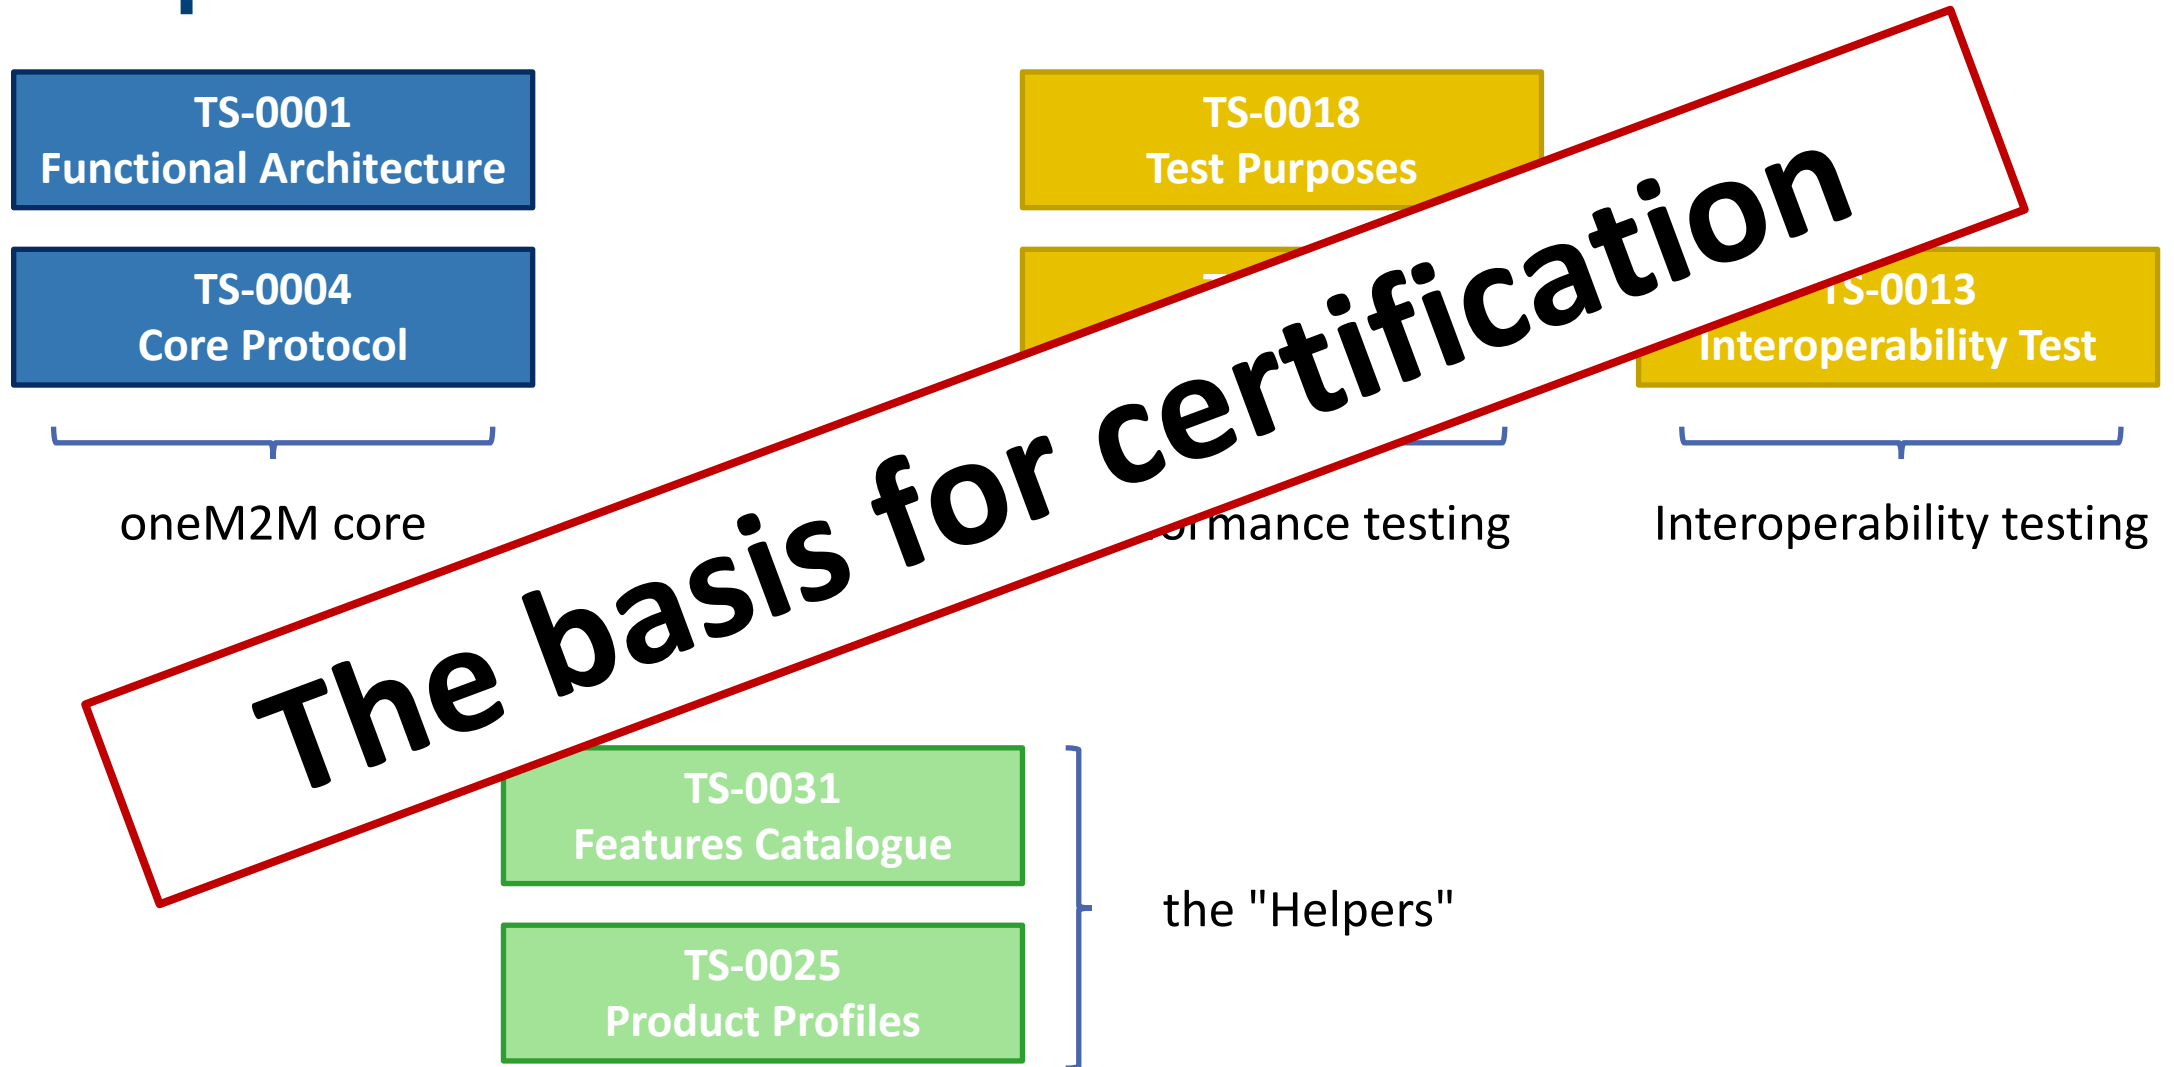 TS-0001
Functional Architecture
TS-0018
Test Purposes
TS-0004
Core Protocol
TS-0013
Interoperability Test
The basis for certification
oneM2M core
testing
Interoperability testing
TS-0031
Features Catalogue
the "Helpers"
TS-0025
Product Profiles